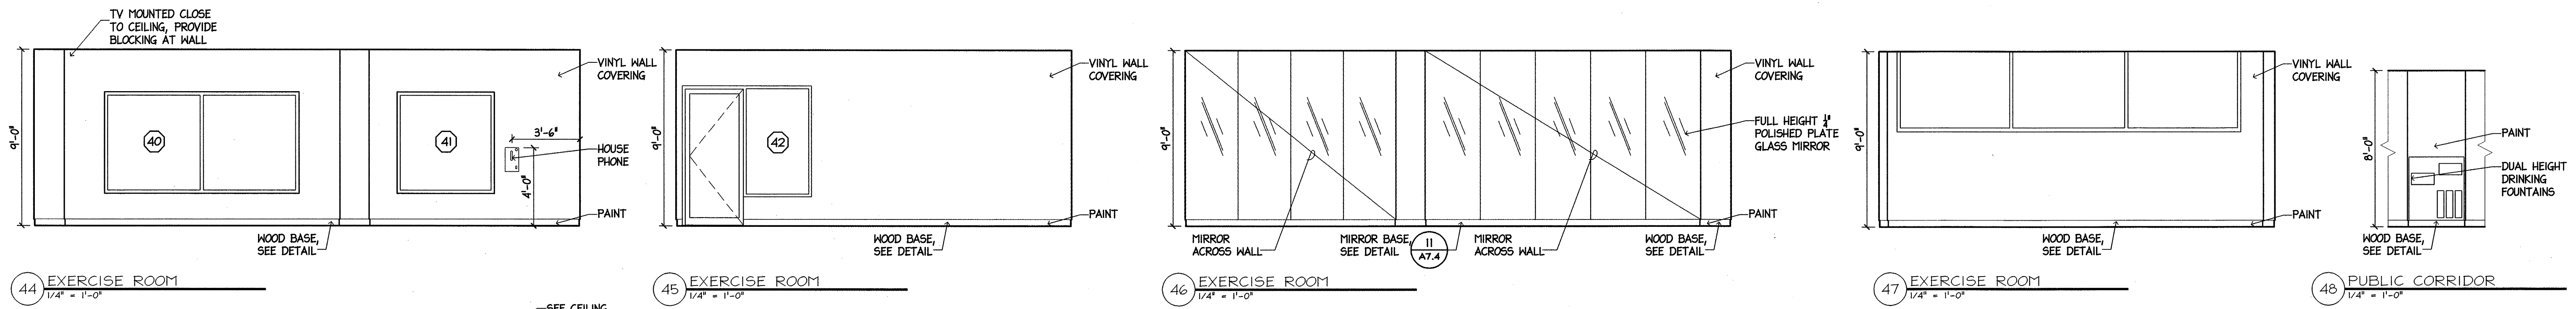 TV MOUNTED CLOSE
TO CEILING, PROVIDE
BLOCKING AT WALL
9'-0"
40
41
3'-6"
4'-0"
VINYL WALL
COVERING
HOUSE
PHONE
PAINT
WOOD BASE,
SEE DETAIL
44 EXERCISE ROOM
1/4" = 1'-0"
SEE CEILING
9'-0"
42
VINYL WALL
COVERING
PAINT
WOOD BASE,
SEE DETAIL
45 EXERCISE ROOM
1/4" = 1'-0"
9'-0"
VINYL WALL
COVERING
FULL HEIGHT 1/4"
POLISHED PLATE
GLASS MIRROR
PAINT
MIRROR
ACROSS WALL
MIRROR BASE,
SEE DETAIL
11
A7.4
MIRROR
ACROSS WALL
WOOD BASE,
SEE DETAIL
46 EXERCISE ROOM
1/4" = 1'-0"
9'-0"
VINYL WALL
COVERING
PAINT
WOOD BASE,
SEE DETAIL
47 EXERCISE ROOM
1/4" = 1'-0"
8'-0"
PAINT
DUAL HEIGHT
DRINKING
FOUNTAINS
WOOD BASE,
SEE DETAIL
48 PUBLIC CORRIDOR
1/4" = 1'-0"